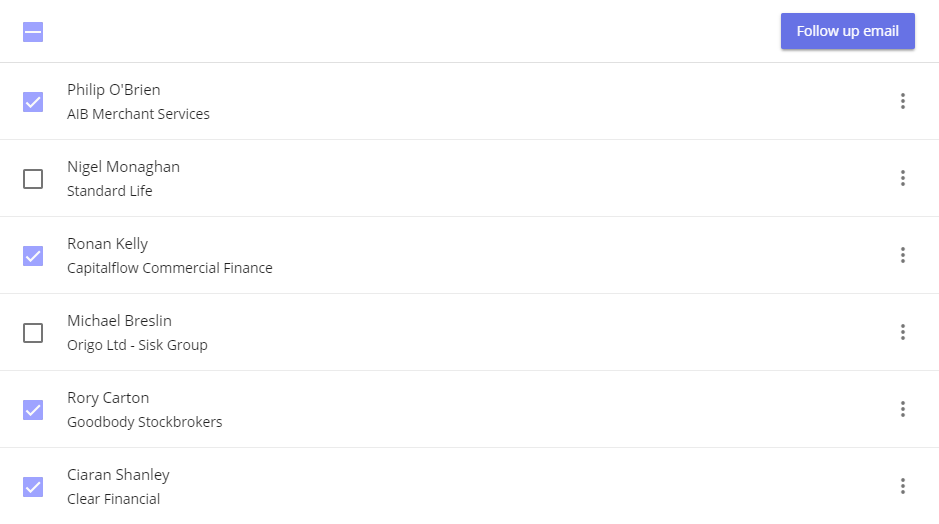 Follow up email
Philip O'Brien
AIB Merchant Services
Nigel Monaghan
Standard Life
Ronan Kelly
Capitalflow Commercial Finance
Michael Breslin
Origo Ltd - Sisk Group
Rory Carton
Goodbody Stockbrokers
Ciaran Shanley
Clear Financial